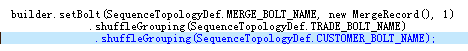 builder.setBolt(SequenceTopologyDef.MERGE_BOLT_NAME, new MergeRecord(), 1)
.shuffleGrouping(SequenceTopologyDef.TRADE_BOLT_NAME)
.shuffleGrouping(SequenceTopologyDef.CUSTOMER_BOLT_NAME);